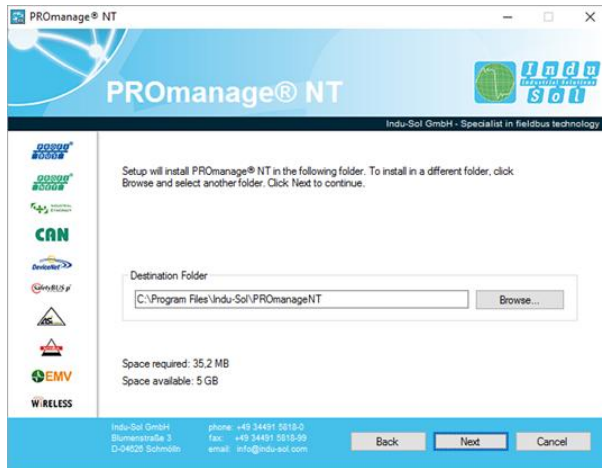 PROmanage® NT
PROmanage® NT
Indu
Industrial Solutions
Sol
Indu-Sol GmbH - Specialist in fieldbus technology
Setup will install PROmanage® NT in the following folder. To install in a different folder, click
Browse and select another folder. Click Next to continue.
CAN
DeviceNet
SafetyBUS p
EMV
WiRELESS
Destination Folder
C:\Program Files\Indu-Sol\PROmanageNT
Browse...
Space required: 35,2 MB
Space available: 5 GB
Indu-Sol GmbH
Blumenstraße 3
D-04626 Schmölln
phone: +49 34491 5818-0
fax: +49 34491 5818-99
email: info@indu-sol.com
Back
Next
Cancel